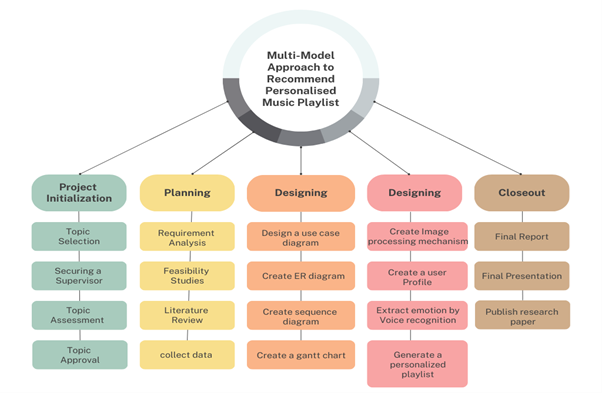 Multi-Model
Approach to
Recommend
Personalised
Music Playlist
Project
Initialization
Planning
Designing
Designing
Closeout
Topic
Selection
Securing a
Supervisor
Topic
Assessment
Topic
Approval
Requirement
Analysis
Feasibility
Studies
Literature
Review
collect data
Design a use case
diagram
Create ER diagram
Create sequence
diagram
Create a gantt chart
Create Image
processing mechanism
Create a user
Profile
Extract emotion by
Voice recognition
Generate a
personalized
playlist
Final Report
Final Presentation
Publish research
paper